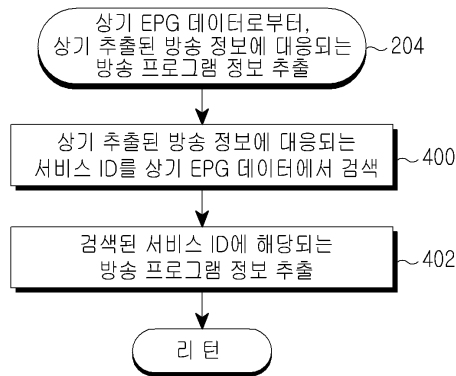 상기 EPG 데이터로부터,
상기 추출된 방송 정보에 대응되는
방송 프로그램 정보 추출
204
상기 추출된 방송 정보에 대응되는
서비스 ID를 상기 EPG 데이터에서 검색
400
검색된 서비스 ID에 해당되는
방송 프로그램 정보 추출
402
리 턴